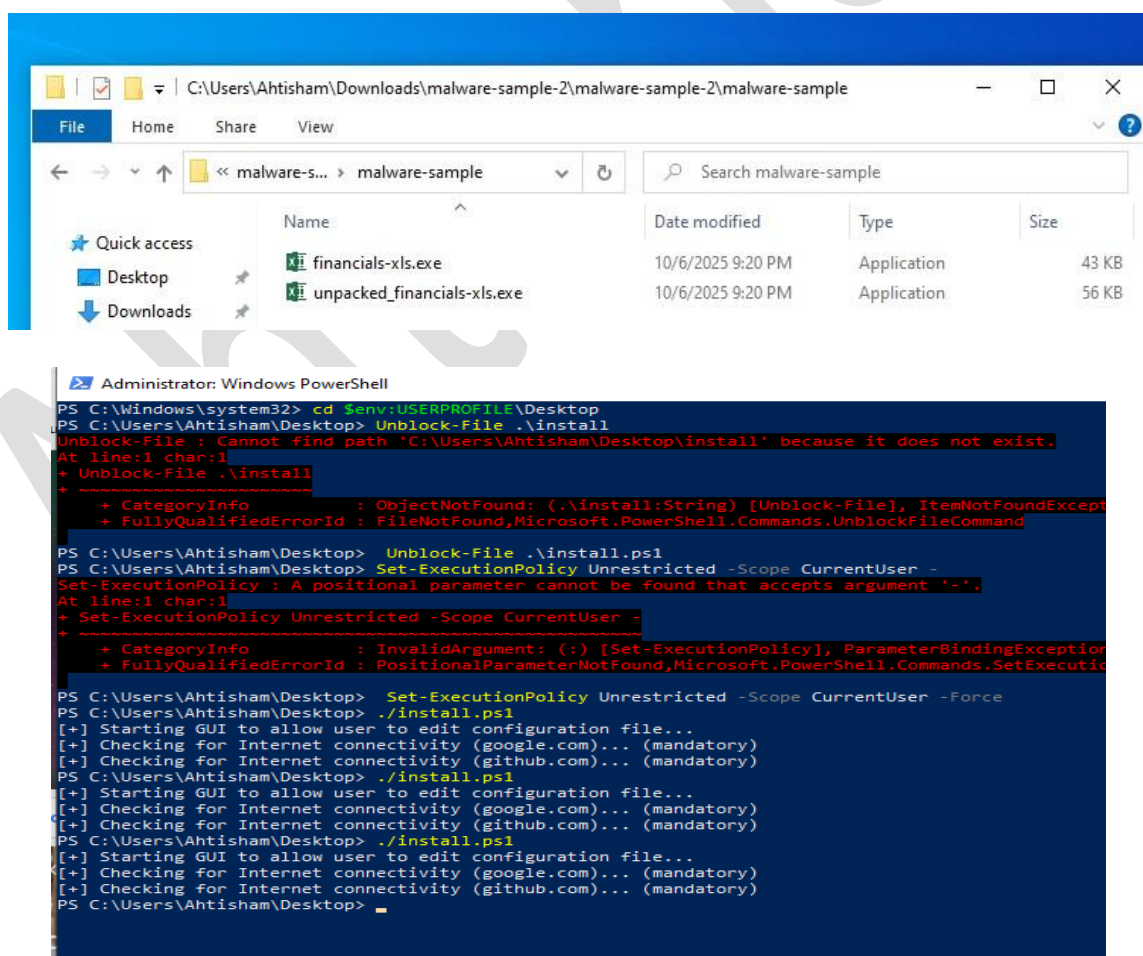 C:\Users\Ahtisham\Downloads\malware-sample-2\malware-sample-2\malware-sample
File Home Share View
« malware-s... › malware-sample
Search malware-sample
Name Date modified Type Size
Quick access
financials-xls.exe 10/6/2025 9:20 PM Application 43 KB
Desktop
unpacked_financials-xls.exe 10/6/2025 9:20 PM Application 56 KB
Downloads
Administrator: Windows PowerShell
PS C:\Windows\system32> cd $env:USERPROFILE\Desktop
PS C:\Users\Ahtisham\Desktop> Unblock-File .\install
Unblock-File : Cannot find path 'C:\Users\Ahtisham\Desktop\install' because it does not exist.
At line:1 char:1
+ Unblock-File .\install
+ ~~~~~~~~~~~~~~~~~~~~~~
+ CategoryInfo : ObjectNotFound: (.\install:String) [Unblock-File], ItemNotFoundExcept
+ FullyQualifiedErrorId : FileNotFound,Microsoft.PowerShell.Commands.UnblockFileCommand
PS C:\Users\Ahtisham\Desktop>  Unblock-File .\install.ps1
PS C:\Users\Ahtisham\Desktop> Set-ExecutionPolicy Unrestricted -Scope CurrentUser -
Set-ExecutionPolicy : A positional parameter cannot be found that accepts argument '-'.
At line:1 char:1
+ Set-ExecutionPolicy Unrestricted -Scope CurrentUser -
+ ~~~~~~~~~~~~~~~~~~~~~~~~~~~~~~~~~~~~~~~~~~~~~~~~~~~~~
+ CategoryInfo : InvalidArgument: (:) [Set-ExecutionPolicy], ParameterBindingException
+ FullyQualifiedErrorId : PositionalParameterNotFound,Microsoft.PowerShell.Commands.SetExecutic
PS C:\Users\Ahtisham\Desktop>  Set-ExecutionPolicy Unrestricted -Scope CurrentUser -Force
PS C:\Users\Ahtisham\Desktop> ./install.ps1
[+] Starting GUI to allow user to edit configuration file...
[+] Checking for Internet connectivity (google.com)... (mandatory)
[+] Checking for Internet connectivity (github.com)... (mandatory)
PS C:\Users\Ahtisham\Desktop> ./install.ps1
[+] Starting GUI to allow user to edit configuration file...
[+] Checking for Internet connectivity (google.com)... (mandatory)
[+] Checking for Internet connectivity (github.com)... (mandatory)
PS C:\Users\Ahtisham\Desktop> ./install.ps1
[+] Starting GUI to allow user to edit configuration file...
[+] Checking for Internet connectivity (google.com)... (mandatory)
[+] Checking for Internet connectivity (github.com)... (mandatory)
PS C:\Users\Ahtisham\Desktop>